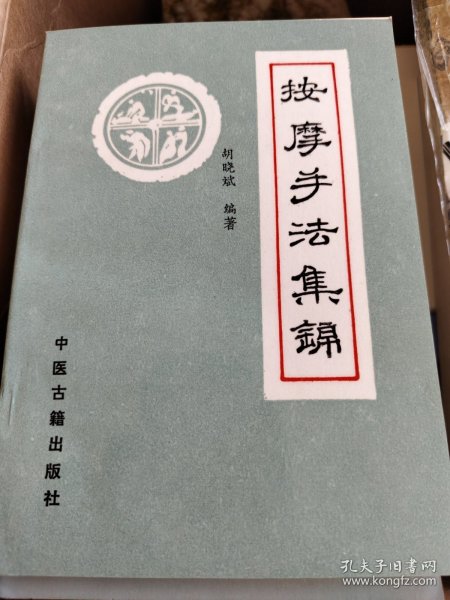 按摩手法集錦
胡晓斌 编著
中医古籍出版社
孔夫子旧书网
www.kongfz.com